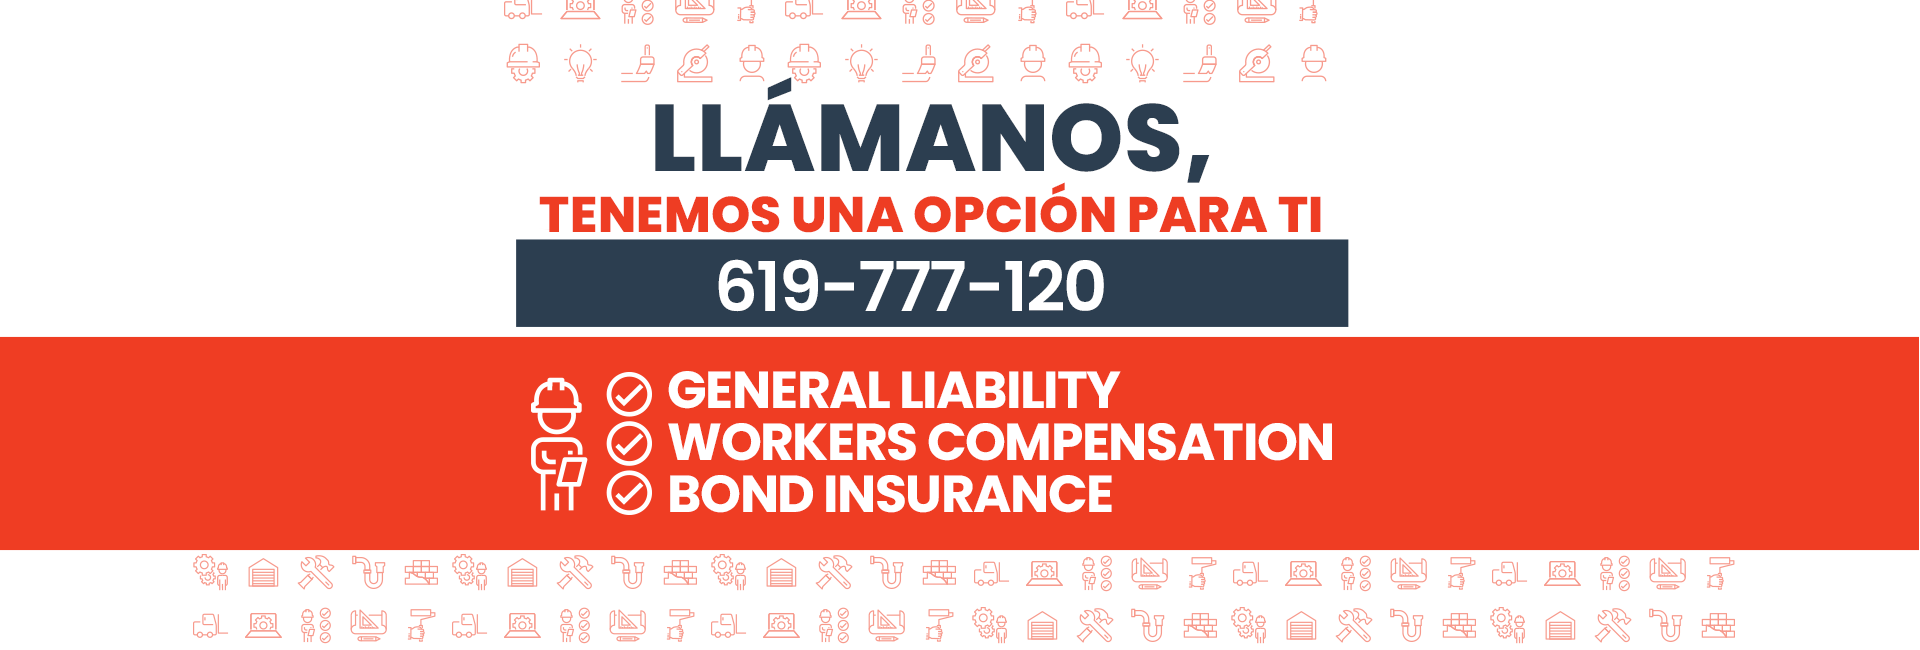 LLÁMANOS,
TENEMOS UNA OPCIÓN PARA TI
619-777-120
GENERAL LIABILITY
WORKERS COMPENSATION
BOND INSURANCE